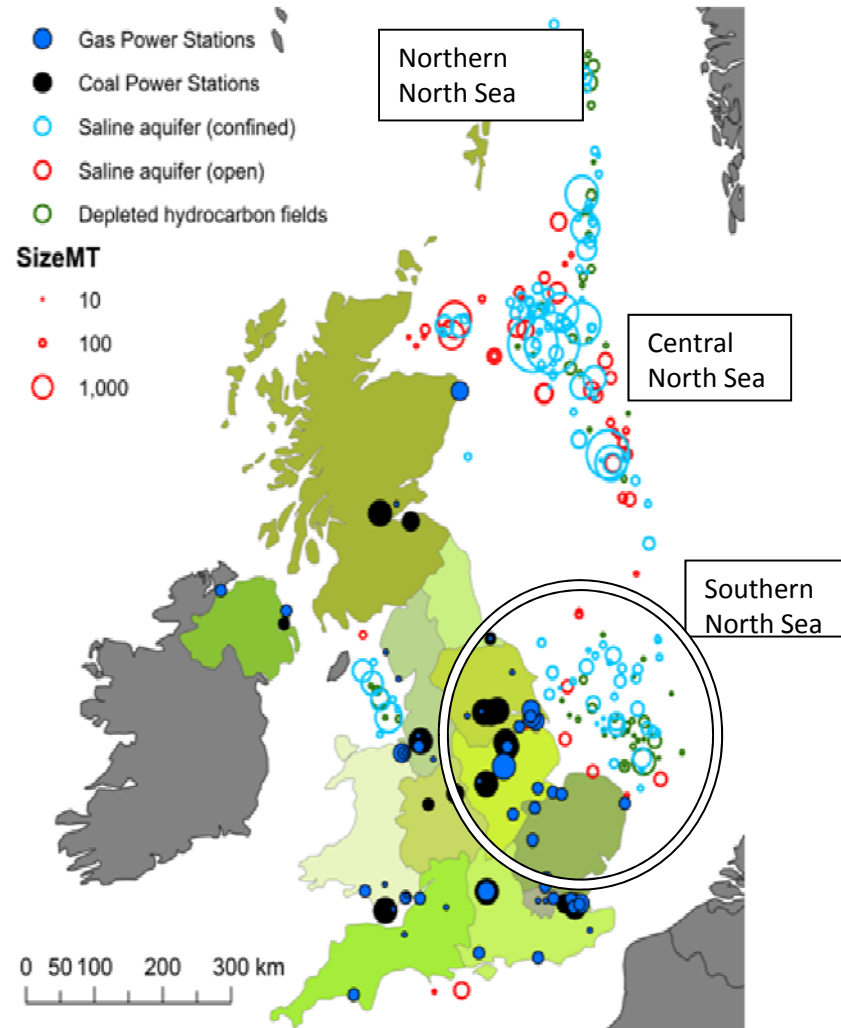 Gas Power Stations
Coal Power Stations
Saline aquifer (confined)
Saline aquifer (open)
Depleted hydrocarbon fields
SizeMT
10
100
1,000
Northern
North Sea
Central
North Sea
Southern
North Sea
0 50 100 200 300 km